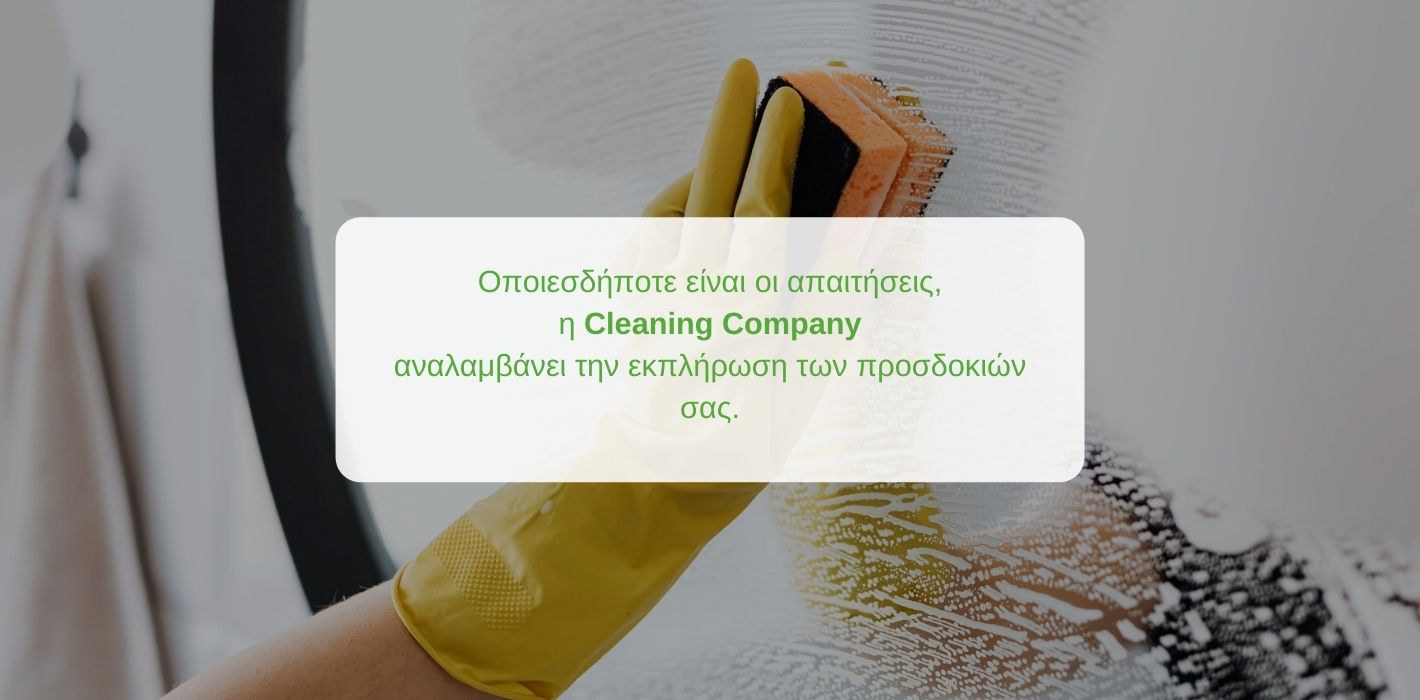 Οποιεσδήποτε είναι οι απαιτήσεις,
η Cleaning Company
αναλαμβάνει την εκπλήρωση των προσδοκιών
σας.